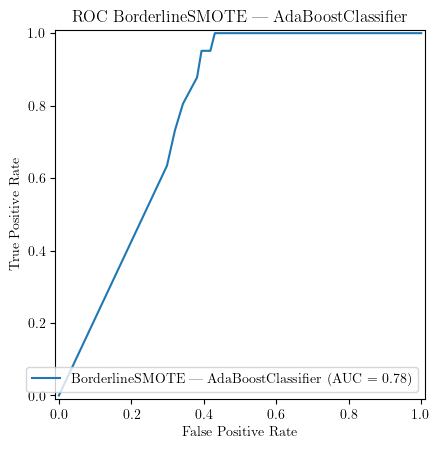 ROC BorderlineSMOTE — AdaBoostClassifier
1.0
0.8
0.6
0.4
0.2
0.0
True Positive Rate
BorderlineSMOTE — AdaBoostClassifier (AUC = 0.78)
0.0 0.2 0.4 0.6 0.8 1.0
False Positive Rate